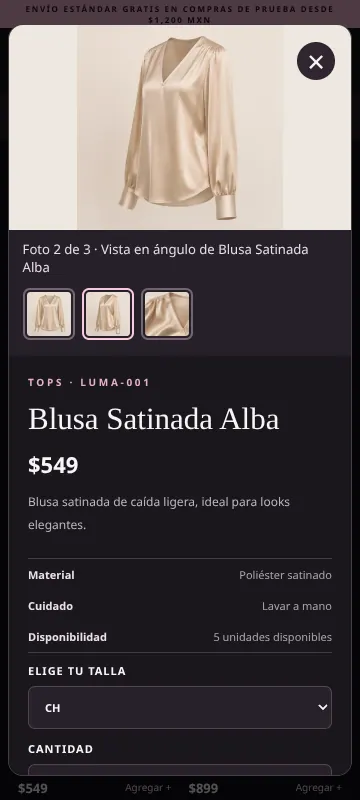 ENVÍO ESTÁNDAR GRATIS EN COMPRAS DE PRUEBA DESDE
$1,200 MXN
Foto 2 de 3 · Vista en ángulo de Blusa Satinada
Alba
TOPS · LUMA-001
Blusa Satinada Alba
$549
Blusa satinada de caída ligera, ideal para looks
elegantes.
Material Poliéster satinado
Cuidado Lavar a mano
Disponibilidad 5 unidades disponibles
ELIGE TU TALLA
CH
CANTIDAD
$549 Agregar + $899 Agregar +